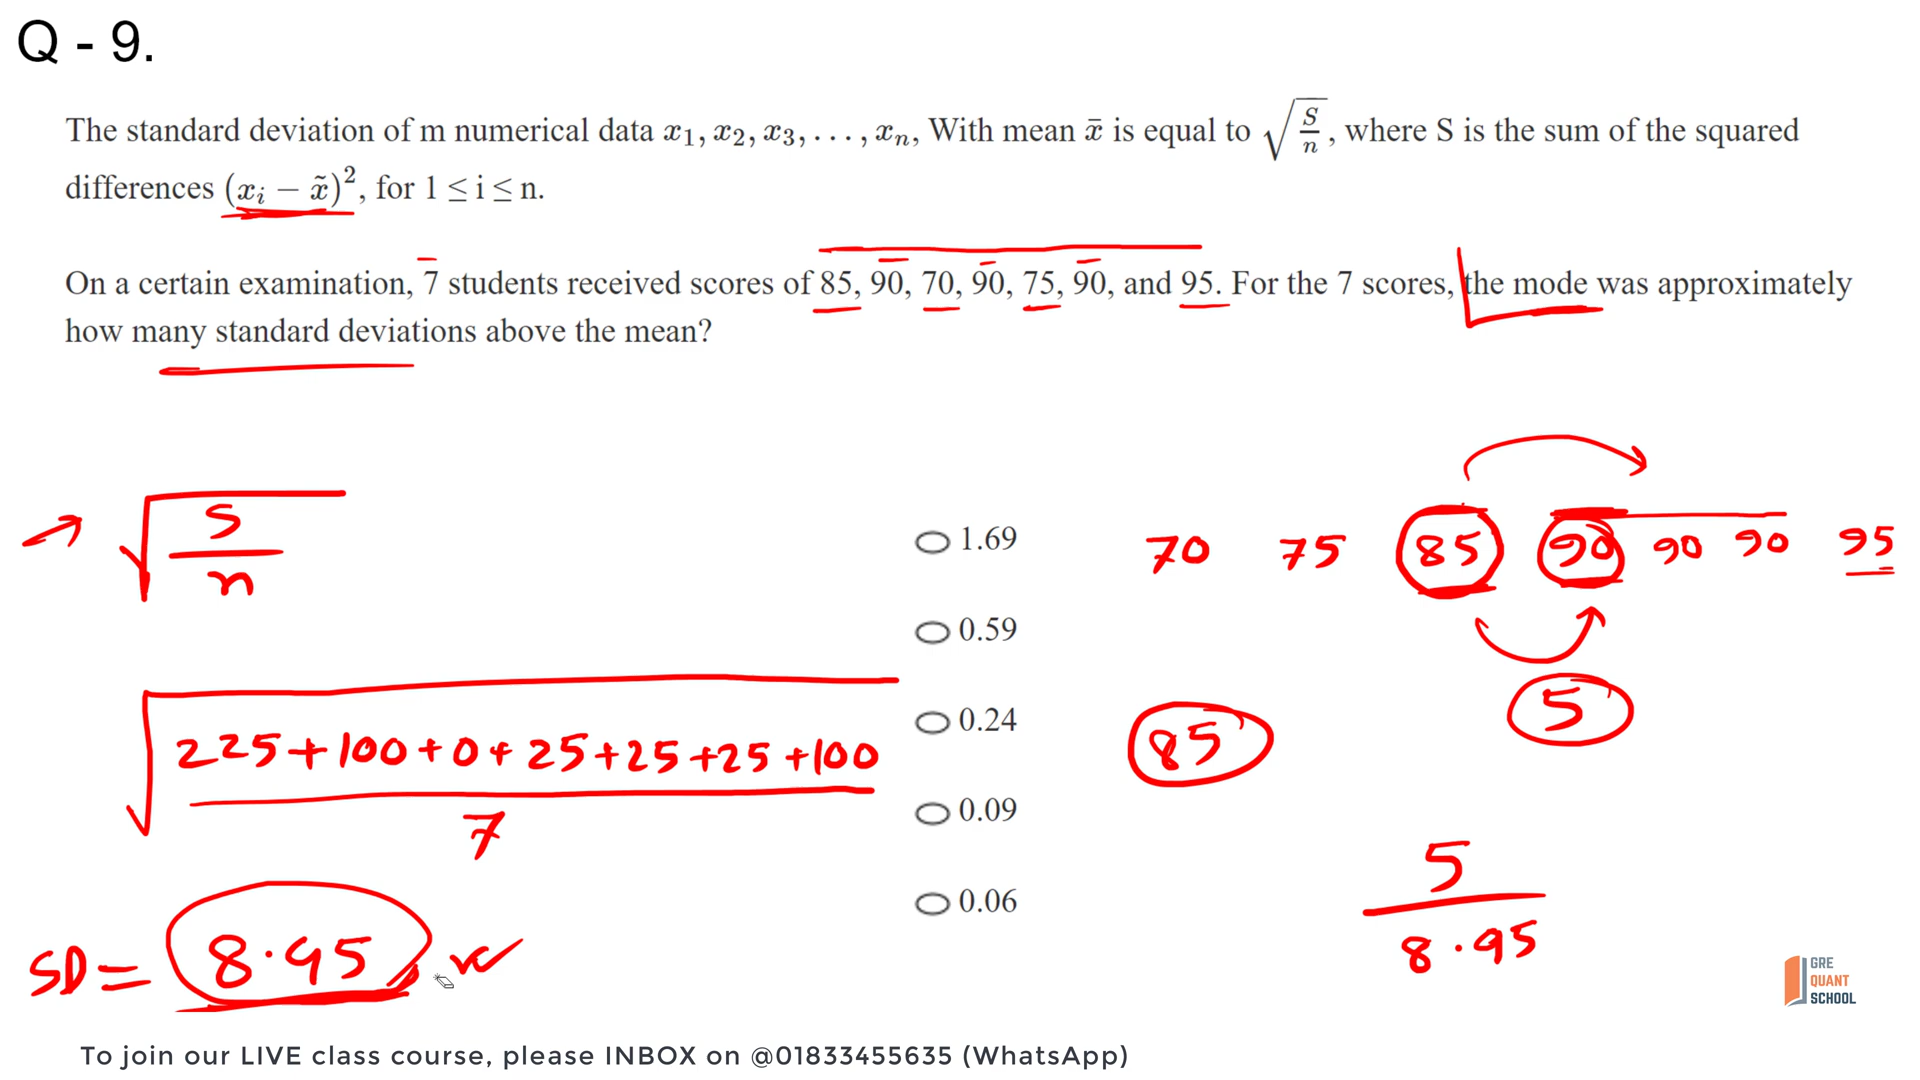 Q - 9.
The standard deviation of m numerical data x₁, x₂, x₃, . . . , xₙ, With mean x̄ is equal to √(S/n), where S is the sum of the squared
differences (xᵢ − x̃)², for 1 ≤ i ≤ n.
On a certain examination, 7 students received scores of 85, 90, 70, 90, 75, 90, and 95. For the 7 scores, the mode was approximately
how many standard deviations above the mean?
√(S/n)
1.69
0.59
0.24
0.09
0.06
70 75 85 90 90 90 95
5
85
√((225+100+0+25+25+25+100)/7)
SD = 8.95
5/8.95
GRE
QUANT
SCHOOL
To join our LIVE class course, please INBOX on @01833455635 (WhatsApp)